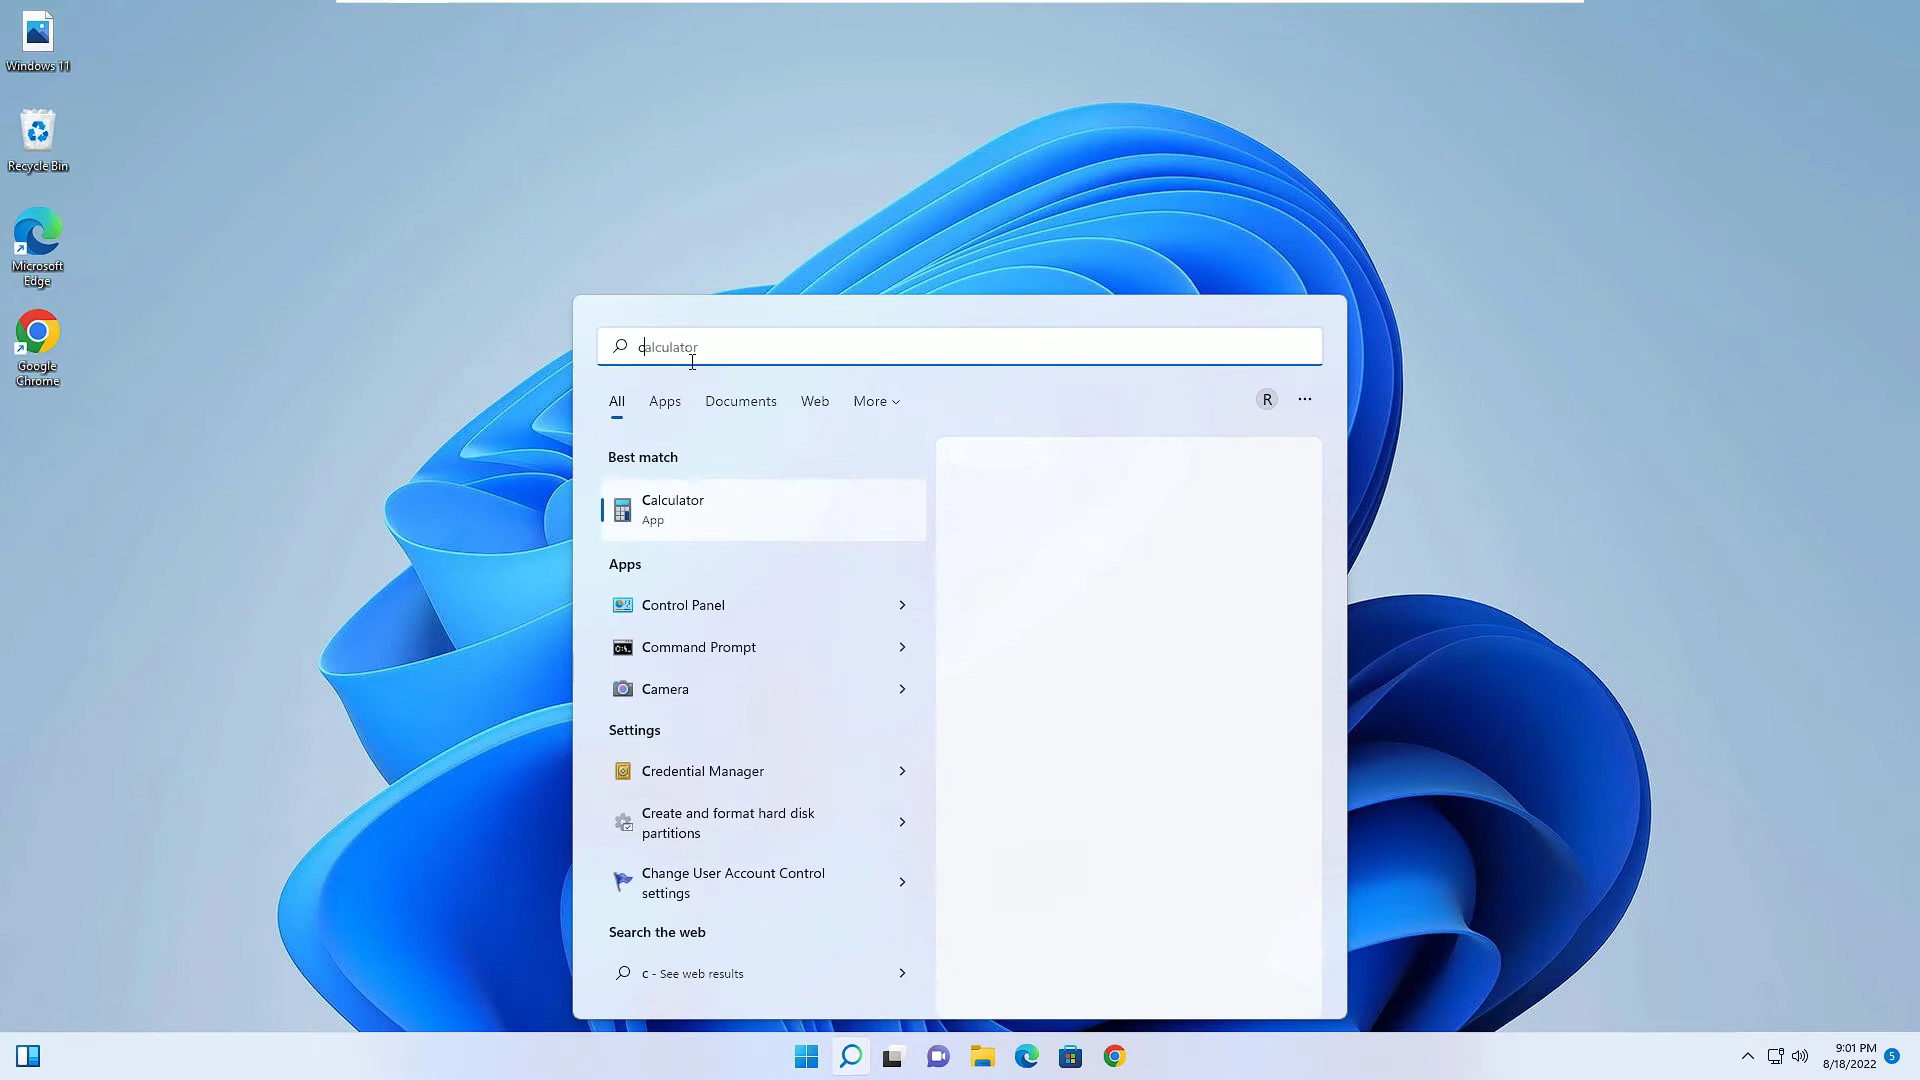 Windows 11
Recycle Bin
Microsoft
Edge
Google
Chrome
calculator
All
Apps
Documents
Web
More
R
Best match
Calculator
App
Apps
Control Panel
Command Prompt
Camera
Settings
Credential Manager
Create and format hard disk
partitions
Change User Account Control
settings
Search the web
c - See web results
9:01 PM
8/18/2022
5